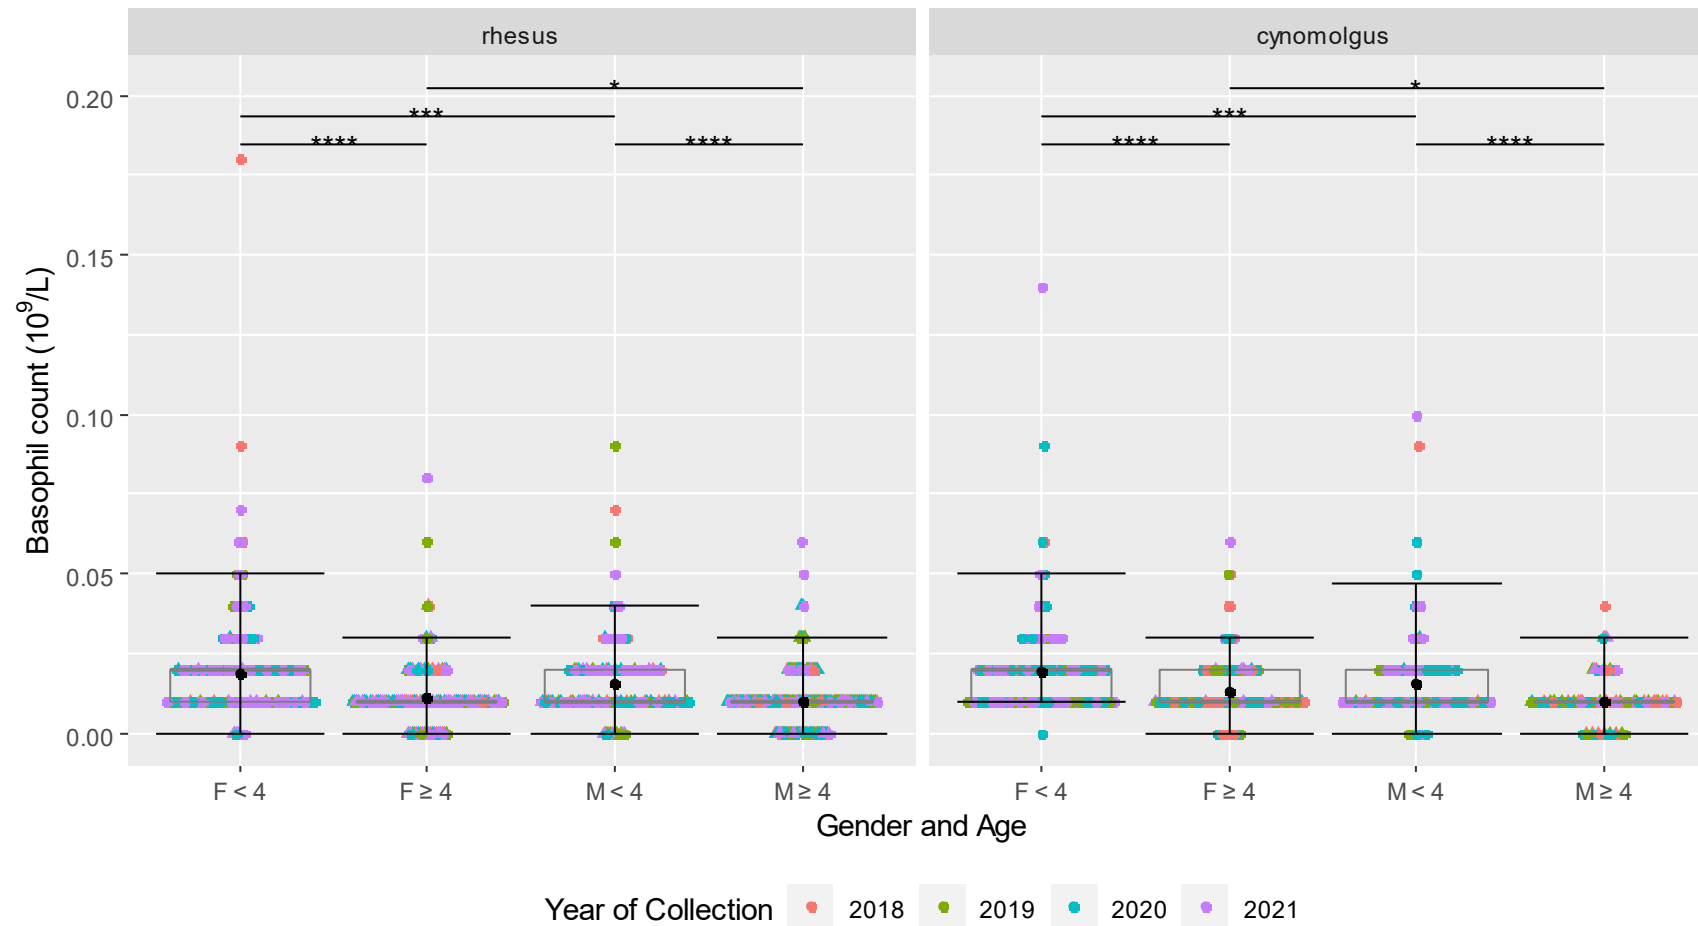 rhesus cynomolgus
* *
*** ***
**** **** **** ****
0.20
0.15
0.10
0.05
0.00
Basophil count (10⁹/L)
F < 4 F ≥ 4 M < 4 M ≥ 4 F < 4 F ≥ 4 M < 4 M ≥ 4
Gender and Age
Year of Collection 2018 2019 2020 2021